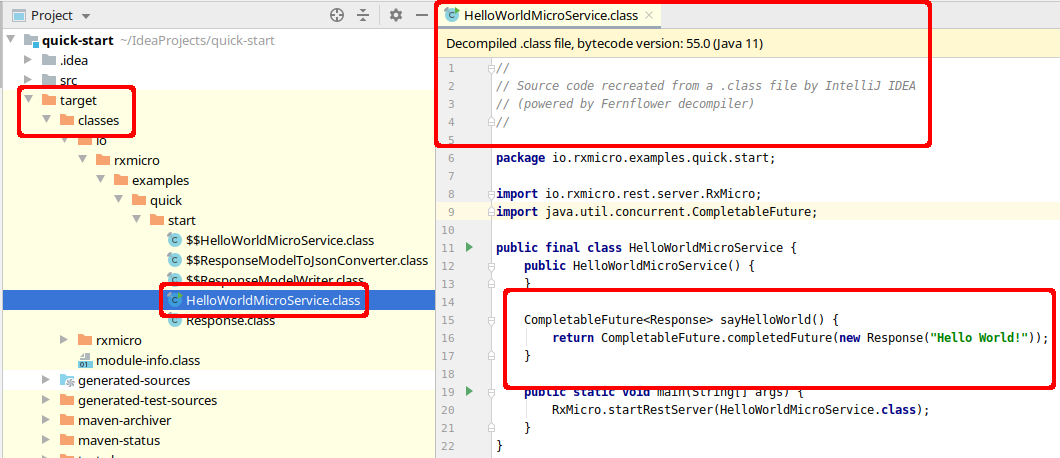 Project
quick-start ~/IdeaProjects/quick-start
.idea
src
target
classes
io
rxmicro
examples
quick
start
$$HelloWorldMicroService.class
$$ResponseModelToJsonConverter.class
$$ResponseModelWriter.class
HelloWorldMicroService.class
Response.class
rxmicro
module-info.class
generated-sources
generated-test-sources
maven-archiver
maven-status
HelloWorldMicroService.class
Decompiled .class file, bytecode version: 55.0 (Java 11)
1 //
2 // Source code recreated from a .class file by IntelliJ IDEA
3 // (powered by Fernflower decompiler)
4 //
5
6 package io.rxmicro.examples.quick.start;
7
8 import io.rxmicro.rest.server.RxMicro;
9 import java.util.concurrent.CompletableFuture;
10
11 public final class HelloWorldMicroService {
12 public HelloWorldMicroService() {
13 }
14
15 CompletableFuture<Response> sayHelloWorld() {
16 return CompletableFuture.completedFuture(new Response("Hello World!"));
17 }
18
19 public static void main(String[] args) {
20 RxMicro.startRestServer(HelloWorldMicroService.class);
21 }
22 }